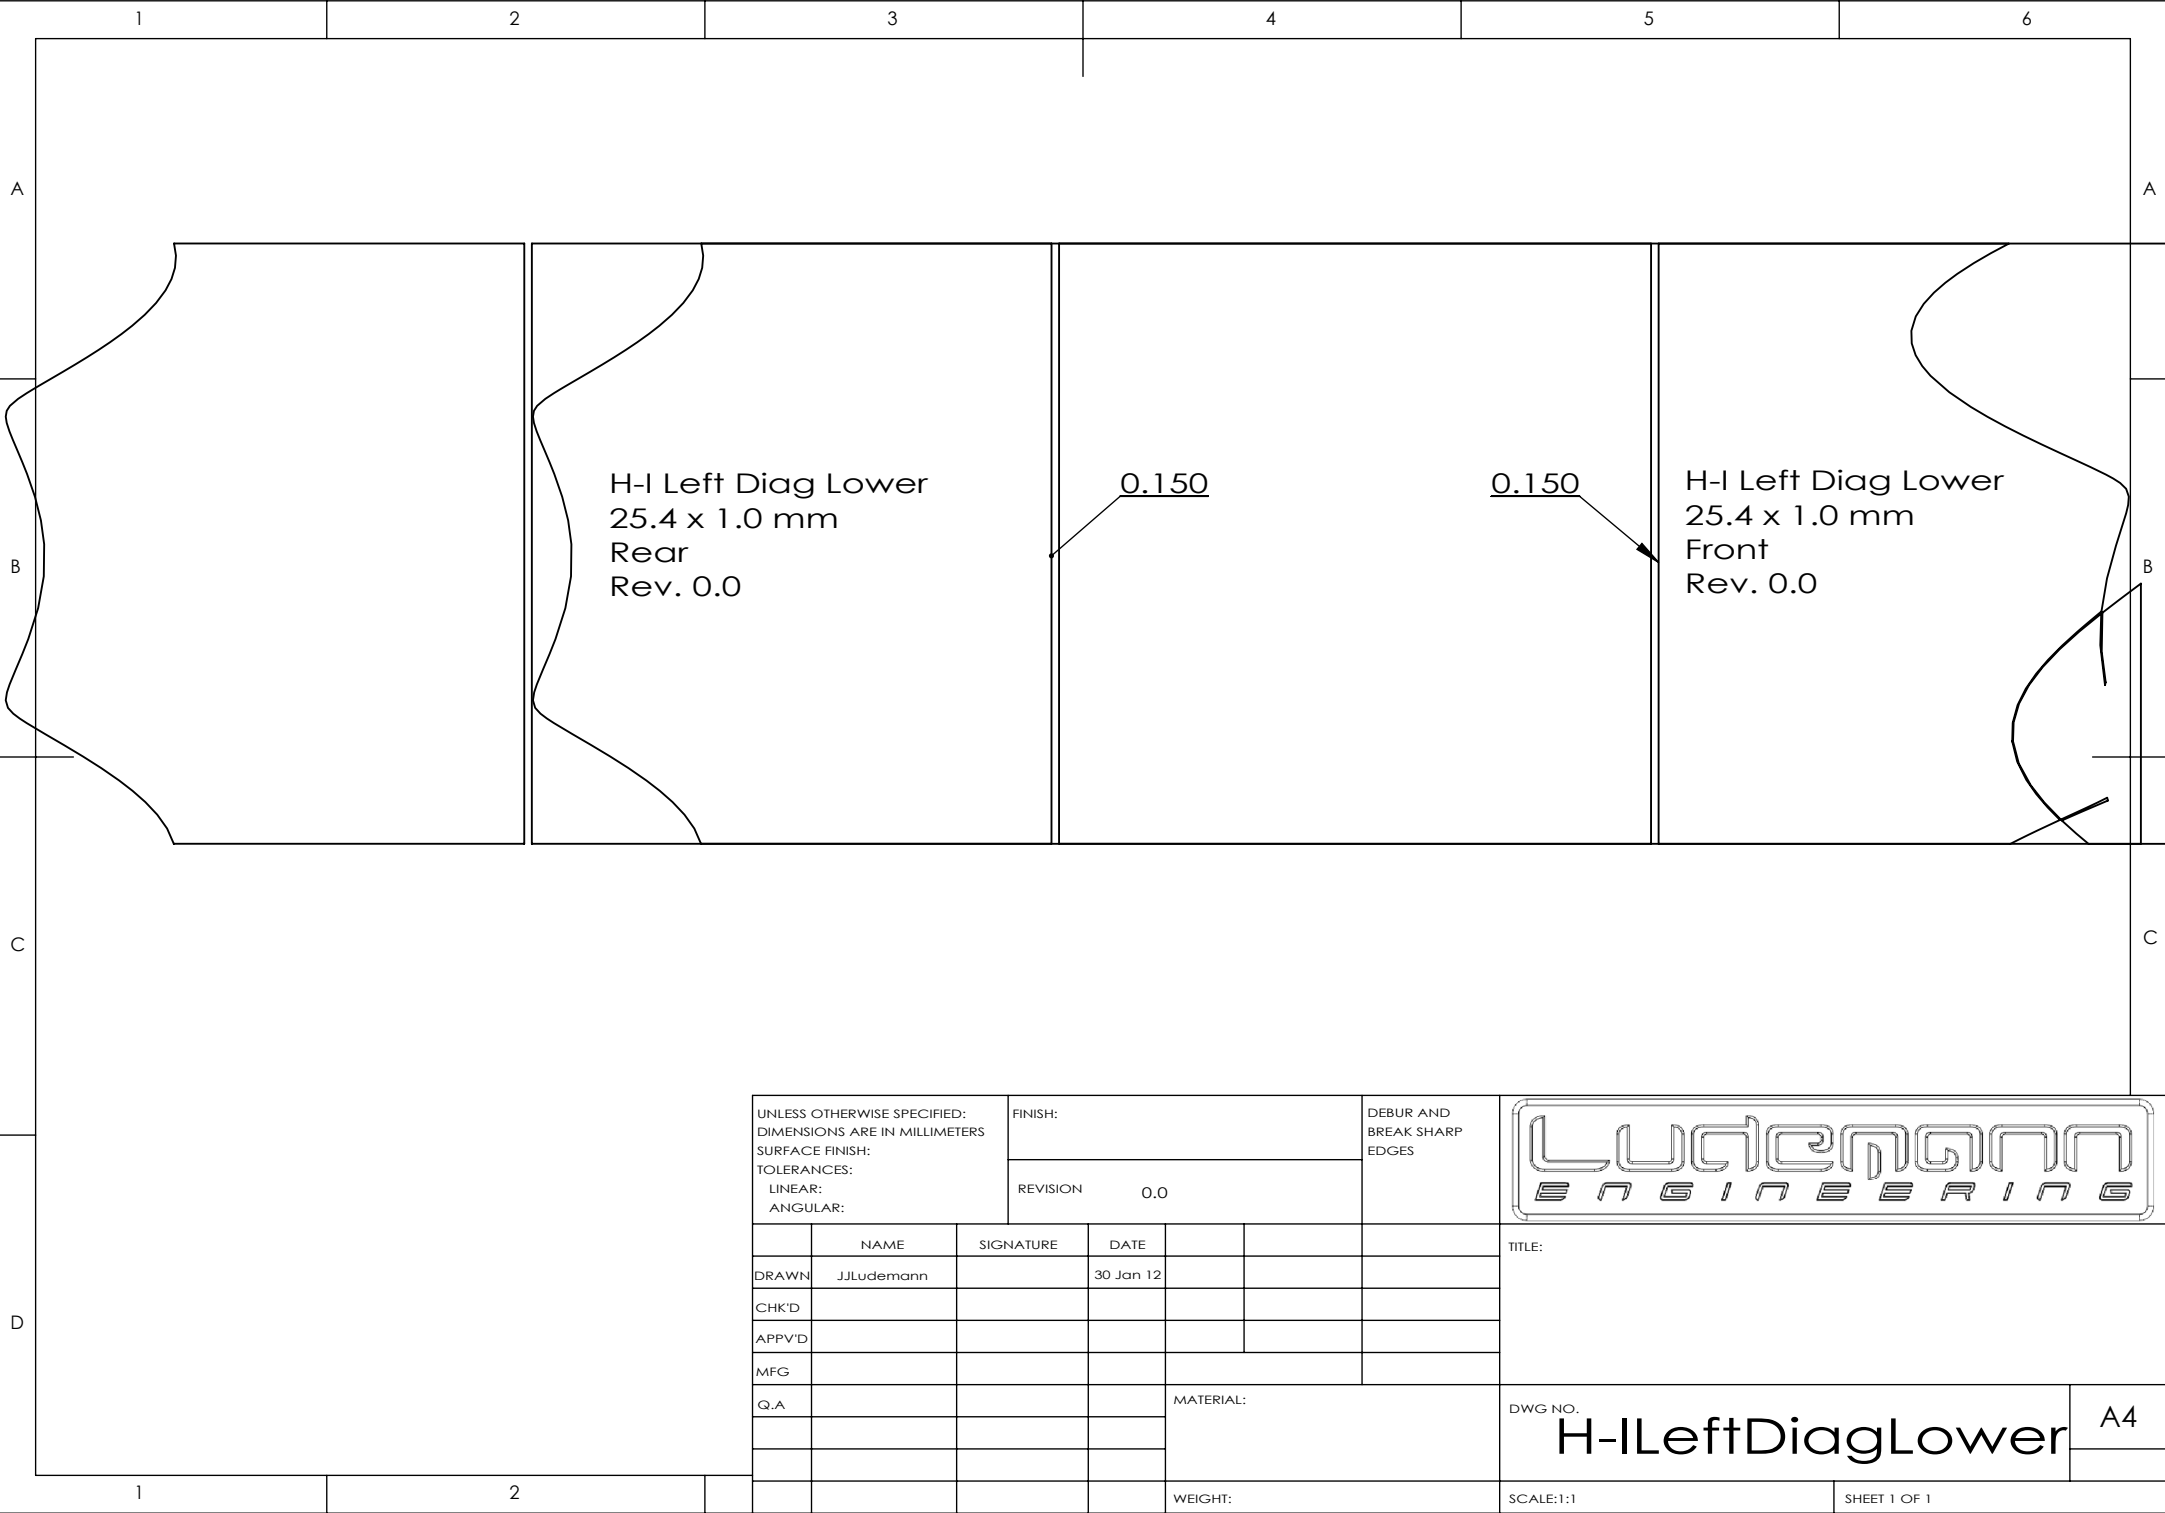 1 2 3 4 5 6
A A
H-I Left Diag Lower
25.4 x 1.0 mm
Rear
Rev. 0.0
0.150
0.150
H-I Left Diag Lower
25.4 x 1.0 mm
Front
Rev. 0.0
B B
C C
D
UNLESS OTHERWISE SPECIFIED:
DIMENSIONS ARE IN MILLIMETERS
SURFACE FINISH:
TOLERANCES:
LINEAR:
ANGULAR:
FINISH:
REVISION 0.0
DEBUR AND
BREAK SHARP
EDGES
Ludemann
ENGINEERING
NAME SIGNATURE DATE
DRAWN JJLudemann 30 Jan 12
CHK'D
APPV'D
MFG
Q.A
MATERIAL:
WEIGHT:
TITLE:
DWG NO.
H-ILeftDiagLower
A4
SCALE:1:1
SHEET 1 OF 1
1 2